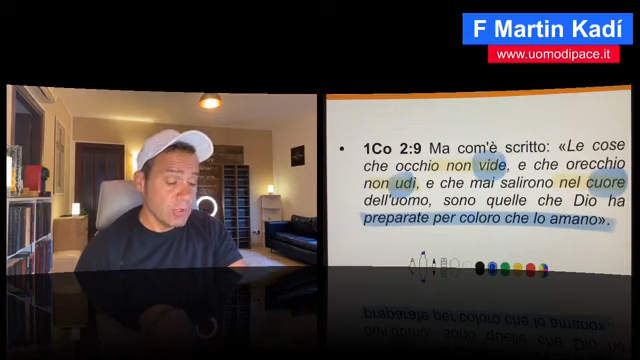 F Martin Kadí
www.uomodipace.it
• 1Co 2:9 Ma com'è scritto: «Le cose
che occhio non vide, e che orecchio
non udì, e che mai salirono nel cuore
dell'uomo, sono quelle che Dio ha
preparate per coloro che lo amano».